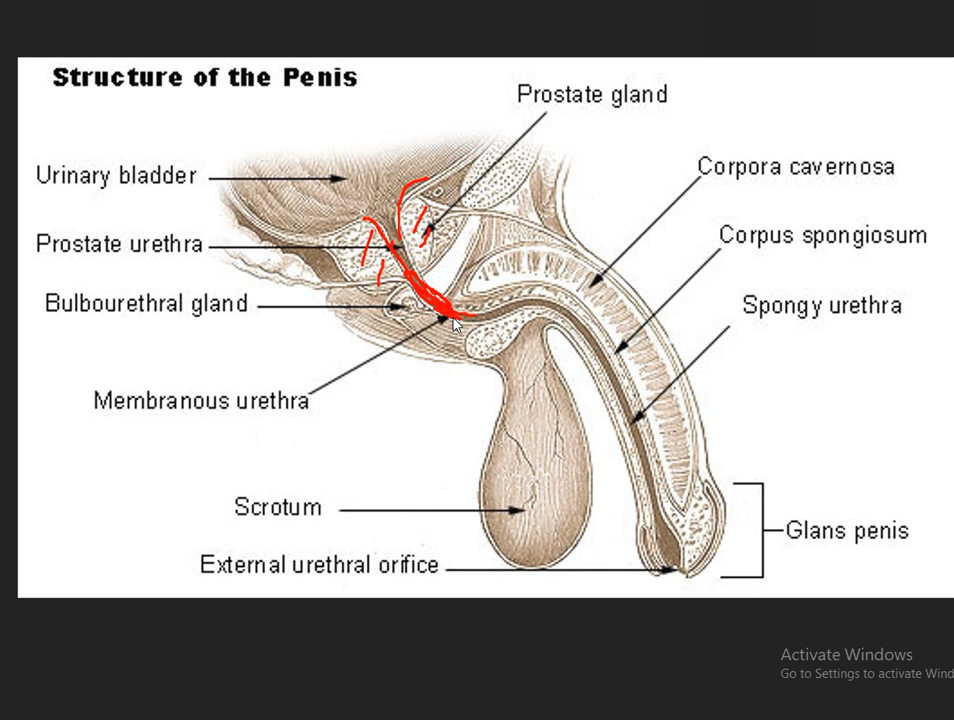 Structure of the Penis
Prostate gland
Urinary bladder
Corpora cavernosa
Prostate urethra
Corpus spongiosum
Bulbourethral gland
Spongy urethra
Membranous urethra
Scrotum
Glans penis
External urethral orifice
Activate Windows
Go to Settings to activate Wind